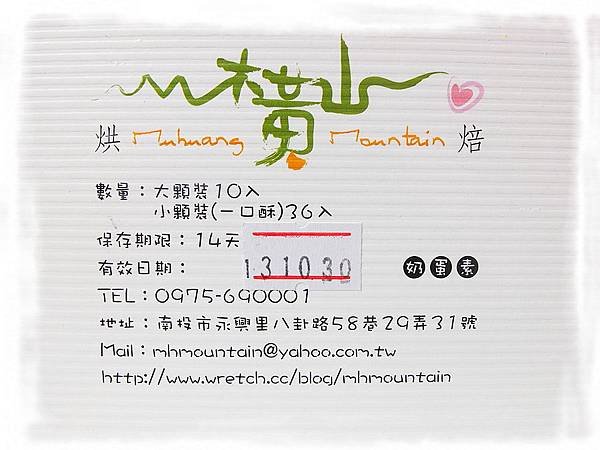 橫山
烘 Muhuang Mountain 焙
數量：大顆裝10入
小顆裝(一口酥)36入
保存期限：14天
有效日期： 131030
奶蛋素
TEL：0975-690001
地址：南投市永興里八卦路58巷29弄31號
Mail：mhmountain@yahoo.com.tw
http://www.wretch.cc/blog/mhmountain